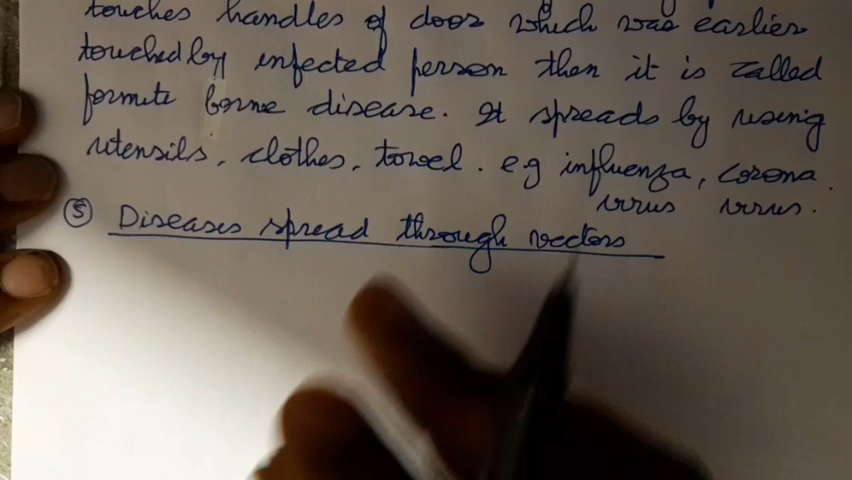 touches handles of door which was earlier
touched by infected person then it is called
formite borne disease. It spreads by using
utensils, clothes, towel. e.g influenza, corona.
virus virus.
⑤ Diseases spread through vectors